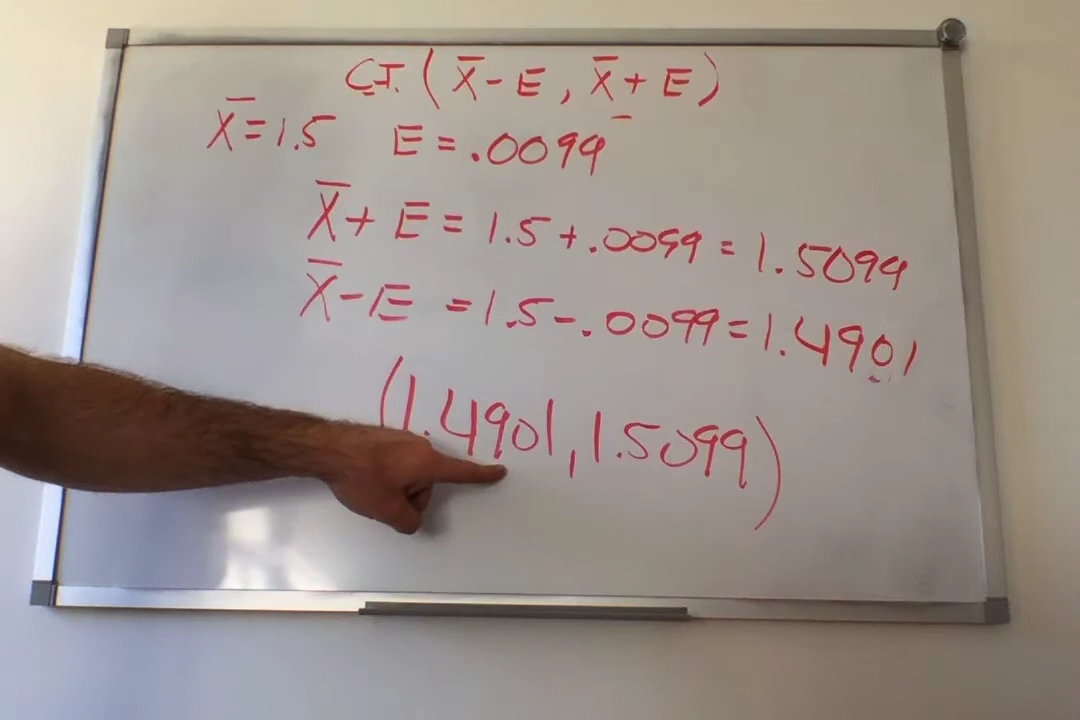 C.I. (X̄ - E, X̄ + E)
X̄ = 1.5 E = .0099
X̄ + E = 1.5 + .0099 = 1.5099
X̄ - E = 1.5 - .0099 = 1.4901
(1.4901, 1.5099)